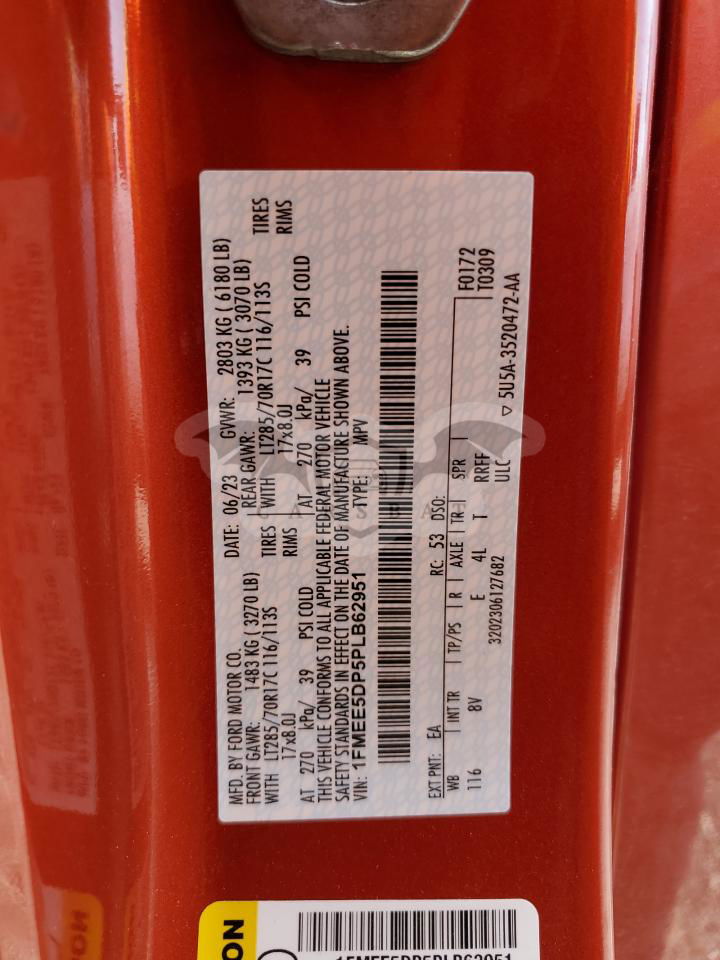 MFD. BY FORD MOTOR CO.
DATE: 06/23 GVWR: 2803 KG ( 6180 LB)
FRONT GAWR: 1483 KG ( 3270 LB) REAR GAWR: 1393 KG ( 3070 LB)
WITH LT285/70R17C 116/113S TIRES WITH LT285/70R17C 116/113S TIRES
17x8.0J RIMS 17x8.0J RIMS
AT 270 kPa/ 39 PSI COLD AT 270 kPa/ 39 PSI COLD
THIS VEHICLE CONFORMS TO ALL APPLICABLE FEDERAL MOTOR VEHICLE
SAFETY STANDARDS IN EFFECT ON THE DATE OF MANUFACTURE SHOWN ABOVE.
VIN: 1FMEE5DP5PLB62951 TYPE: MPV
EXT PNT: EA RC: 53 DSO: F0172
WB INT TR TP/PS R AXLE TR SPR T0309
116 8V E 4L T RRFF
3202306127682 ULC ▽ 5U5A-3520472-AA
1FMEE5DP5PLB62951